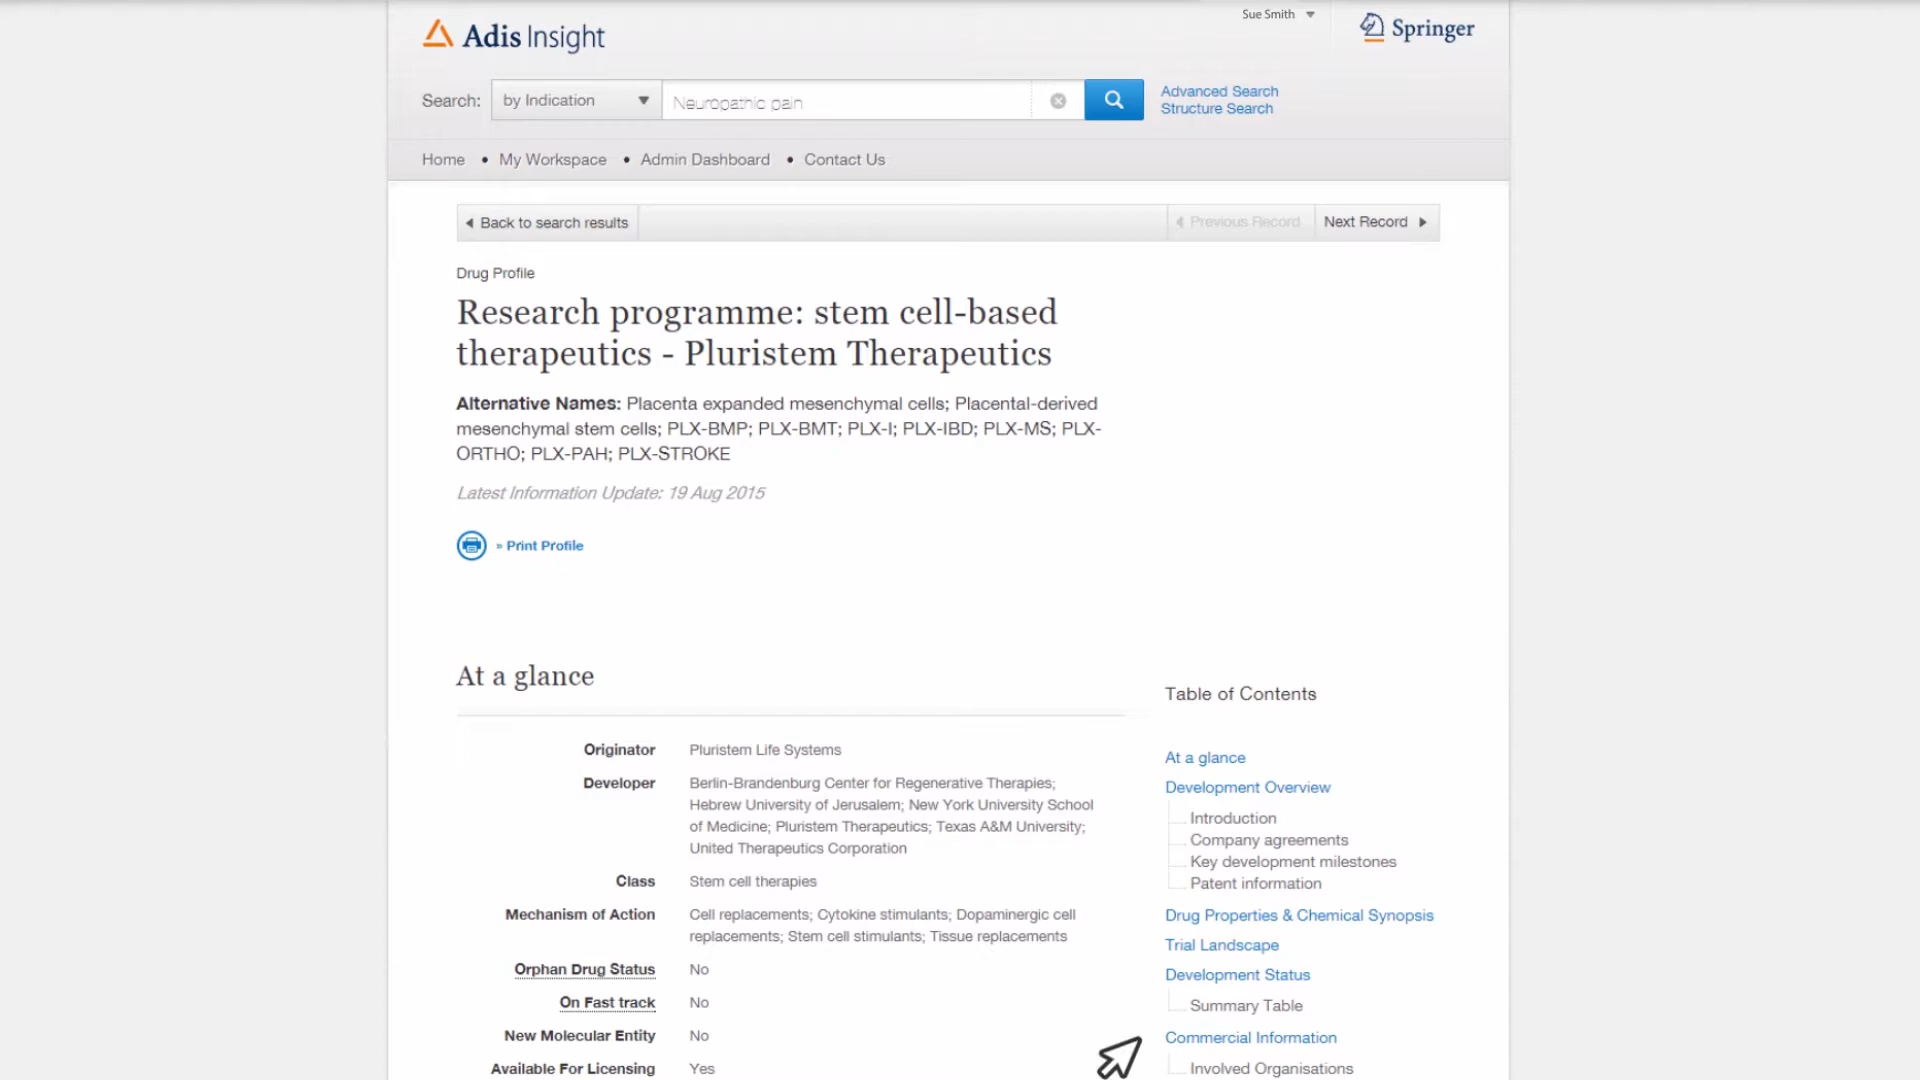 Sue Smith
Adis Insight
Springer
Search: by Indication Neuropathic pain
Advanced Search
Structure Search
Home • My Workspace • Admin Dashboard • Contact Us
Back to search results Previous Record Next Record
Drug Profile
Research programme: stem cell-based
therapeutics - Pluristem Therapeutics
Alternative Names: Placenta expanded mesenchymal cells; Placental-derived
mesenchymal stem cells; PLX-BMP; PLX-BMT; PLX-I; PLX-IBD; PLX-MS; PLX-
ORTHO; PLX-PAH; PLX-STROKE
Latest Information Update: 19 Aug 2015
» Print Profile
At a glance
Originator Pluristem Life Systems
Developer Berlin-Brandenburg Center for Regenerative Therapies;
Hebrew University of Jerusalem; New York University School
of Medicine; Pluristem Therapeutics; Texas A&M University;
United Therapeutics Corporation
Class Stem cell therapies
Mechanism of Action Cell replacements; Cytokine stimulants; Dopaminergic cell
replacements; Stem cell stimulants; Tissue replacements
Orphan Drug Status No
On Fast track No
New Molecular Entity No
Available For Licensing Yes
Table of Contents
At a glance
Development Overview
Introduction
Company agreements
Key development milestones
Patent information
Drug Properties & Chemical Synopsis
Trial Landscape
Development Status
Summary Table
Commercial Information
Involved Organisations